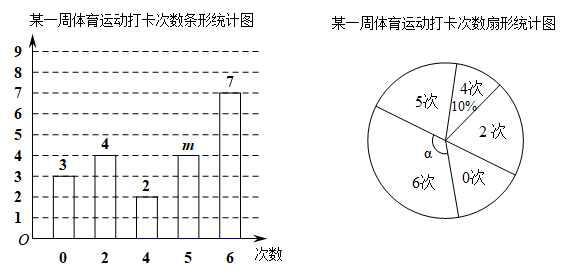 某一周体育运动打卡次数条形统计图
9
8
7
6
5
4
3
2
1
O
3
4
2
m
7
0 2 4 5 6 次数
某一周体育运动打卡次数扇形统计图
5次
4次
10%
2次
α
6次
0次